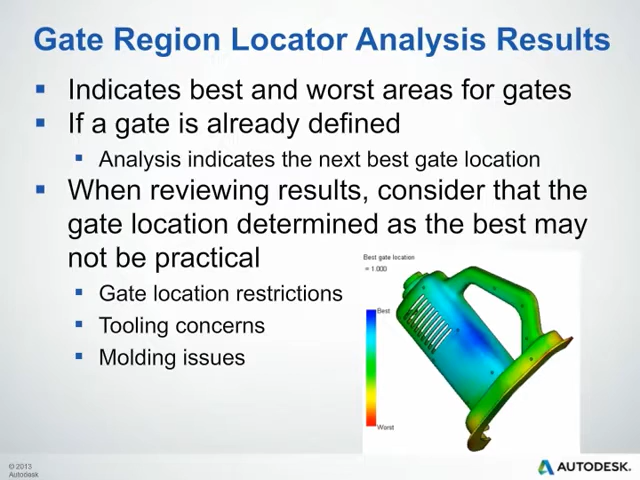 Gate Region Locator Analysis Results
▪ Indicates best and worst areas for gates
▪ If a gate is already defined
▪ Analysis indicates the next best gate location
▪ When reviewing results, consider that the
gate location determined as the best may
not be practical
▪ Gate location restrictions
▪ Tooling concerns
▪ Molding issues
Best gate location
= 1.000
Best
Worst
© 2013
Autodesk
AUTODESK.